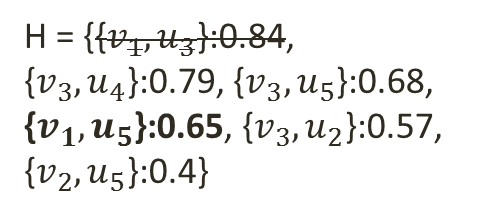 H = {{v₁, u₃}:0.84,
{v₃, u₄}:0.79, {v₃, u₅}:0.68,
{v₁, u₅}:0.65, {v₃, u₂}:0.57,
{v₂, u₅}:0.4}